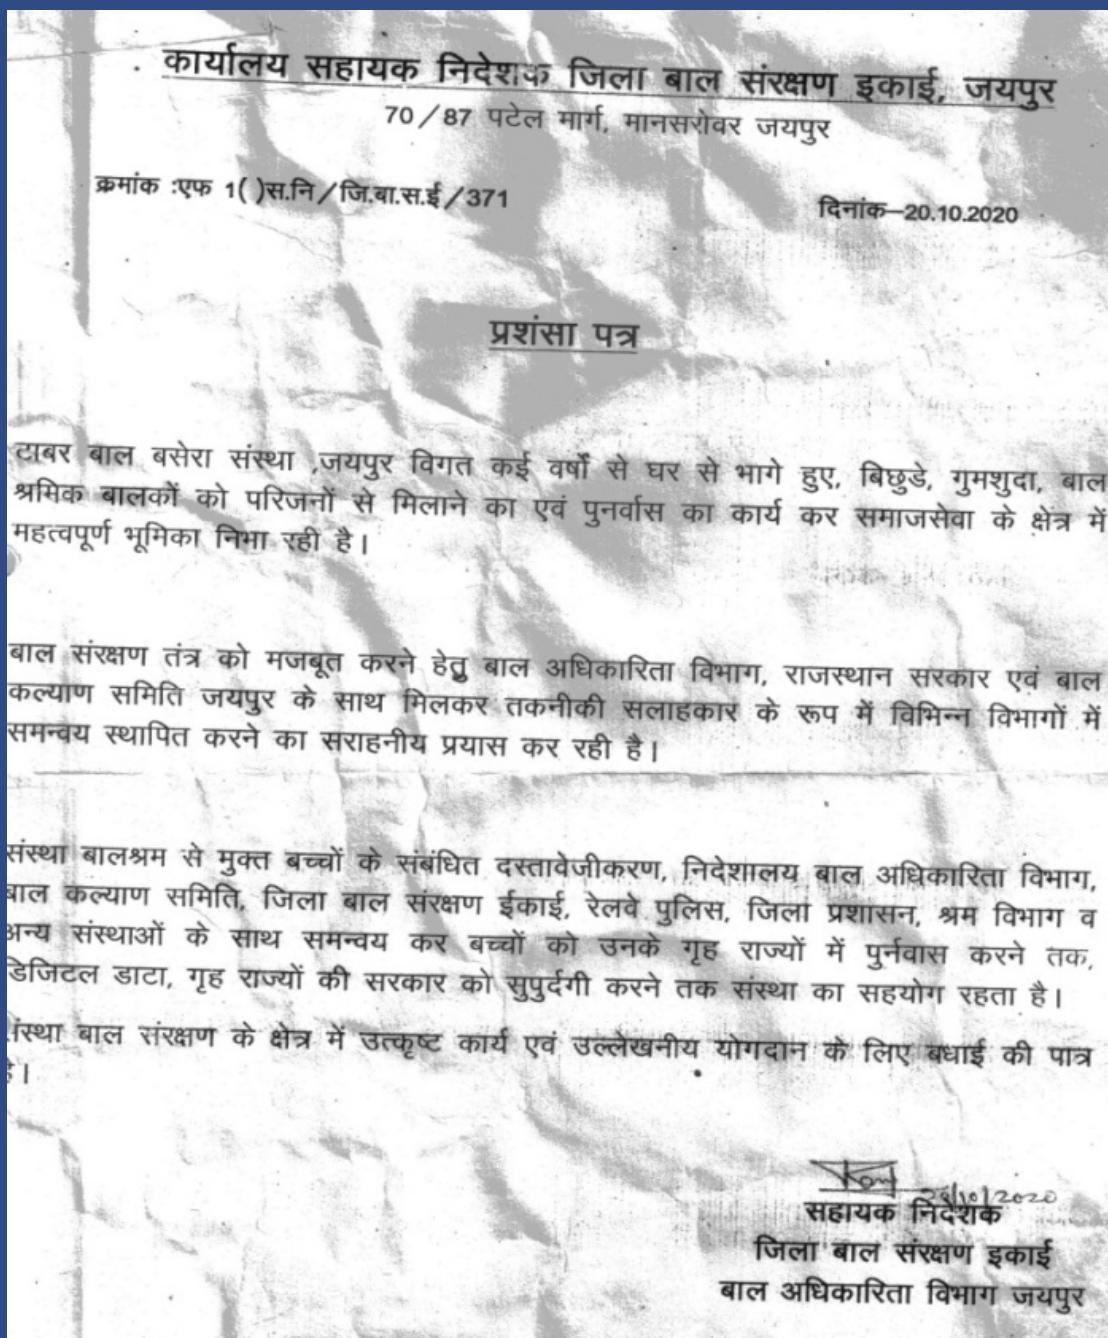 कार्यालय सहायक निदेशक जिला बाल संरक्षण इकाई, जयपुर
70/87 पटेल मार्ग, मानसरोवर जयपुर
क्रमांक :एफ 1( )स.नि/जि.बा.स.ई/371
दिनांक–20.10.2020
प्रशंसा पत्र
टाबर बाल बसेरा संस्था ,जयपुर विगत कई वर्षों से घर से भागे हुए, बिछुडे, गुमशुदा, बाल
श्रमिक बालकों को परिजनों से मिलाने का एवं पुनर्वास का कार्य कर समाजसेवा के क्षेत्र में
महत्वपूर्ण भूमिका निभा रही है।
बाल संरक्षण तंत्र को मजबूत करने हेतु बाल अधिकारिता विभाग, राजस्थान सरकार एवं बाल
कल्याण समिति जयपुर के साथ मिलकर तकनीकी सलाहकार के रूप में विभिन्न विभागों में
समन्वय स्थापित करने का सराहनीय प्रयास कर रही है।
संस्था बालश्रम से मुक्त बच्चों के संबंधित दस्तावेजीकरण, निदेशालय बाल अधिकारिता विभाग,
बाल कल्याण समिति, जिला बाल संरक्षण ईकाई, रेलवे पुलिस, जिला प्रशासन, श्रम विभाग व
अन्य संस्थाओं के साथ समन्वय कर बच्चों को उनके गृह राज्यों में पुर्नवास करने तक,
डिजिटल डाटा, गृह राज्यों की सरकार को सुपुर्दगी करने तक संस्था का सहयोग रहता है।
संस्था बाल संरक्षण के क्षेत्र में उत्कृष्ट कार्य एवं उल्लेखनीय योगदान के लिए बधाई की पात्र
है।
20/10/2020
सहायक निदेशक
जिला बाल संरक्षण इकाई
बाल अधिकारिता विभाग जयपुर